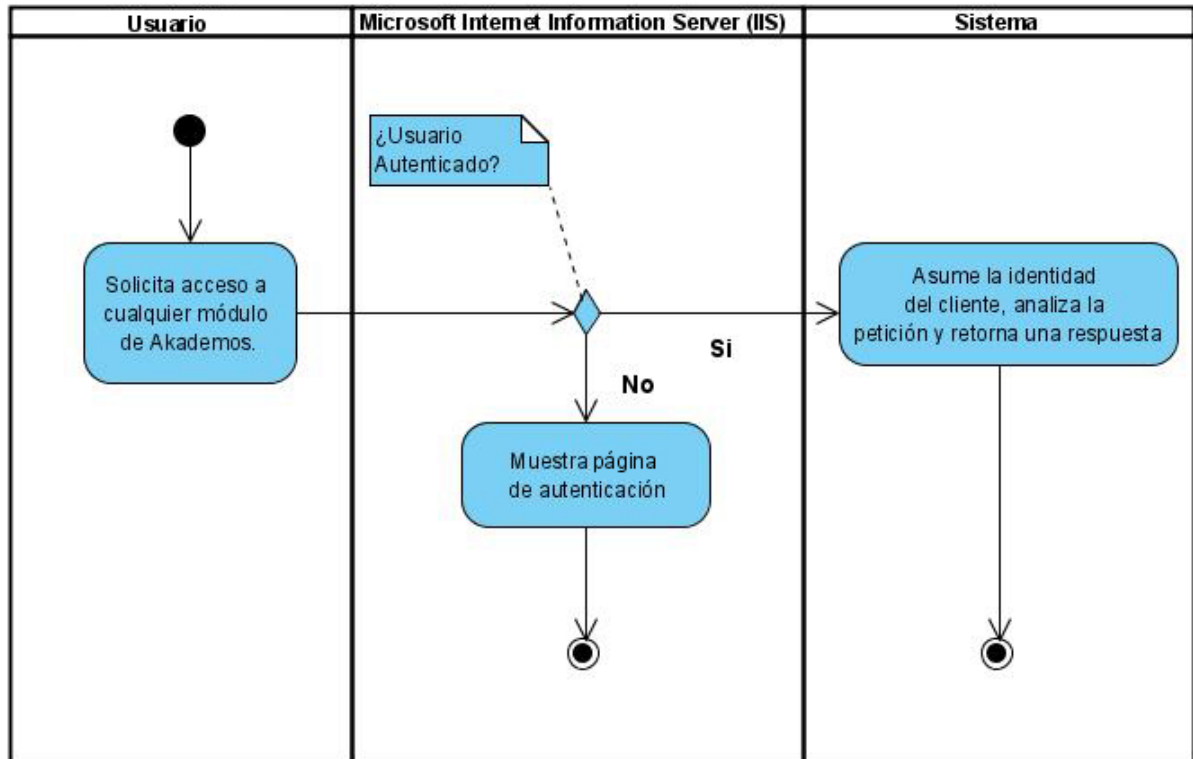 Usuario
Microsoft Internet Information Server (IIS)
Sistema
¿Usuario
Autenticado?
Solicita acceso a
cualquier módulo
de Akademos.
Asume la identidad
del cliente, analiza la
petición y retorna una respuesta
Si
No
Muestra página
de autenticación